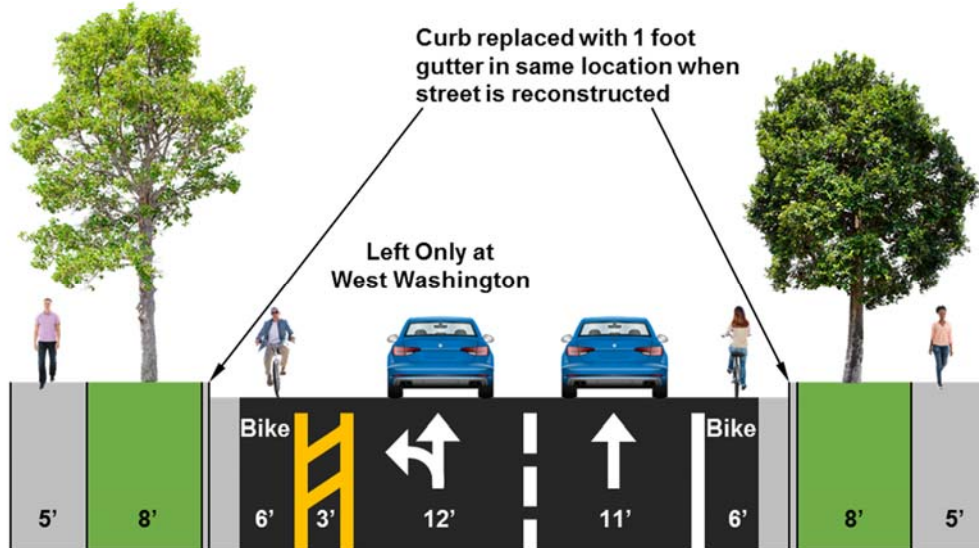 Curb replaced with 1 foot
gutter in same location when
street is reconstructed
Left Only at
West Washington
Bike
Bike
5’
8’
6’
3’
12’
11’
6’
8’
5’